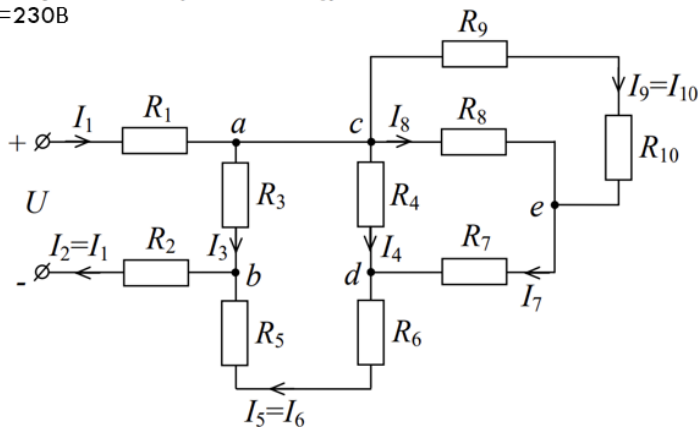 =230В
R9
I9=I10
I1
R1
a
c
I8
R8
R10
+
R3
R4
e
U
I2=I1
R2
I3
I4
R7
-
b
d
I7
R5
R6
I5=I6